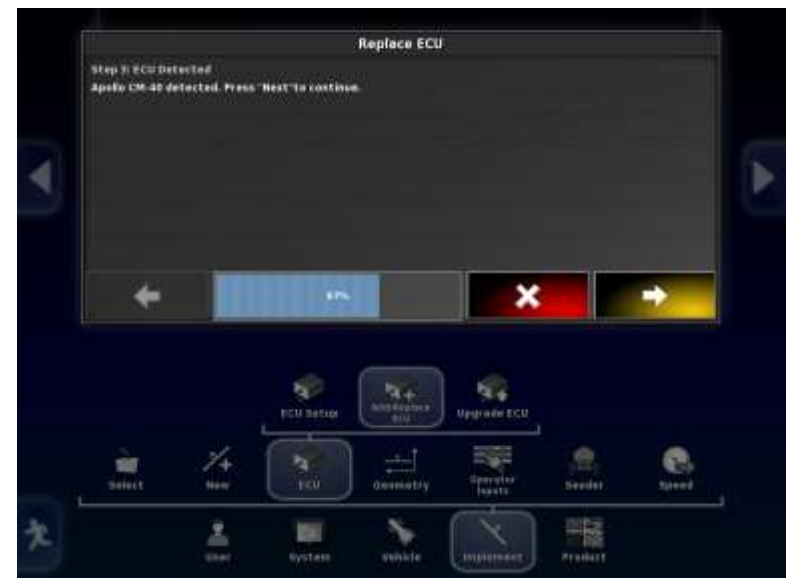 Replace ECU
Step 3: ECU Detected
Apollo CM-40 detected. Press "Next" to continue.
67%
ECU Setup
Add/Replace
ECU
Upgrade ECU
Select
New
ECU
Geometry
Operator
Inputs
Seeder
Speed
User
System
Vehicle
Implement
Product